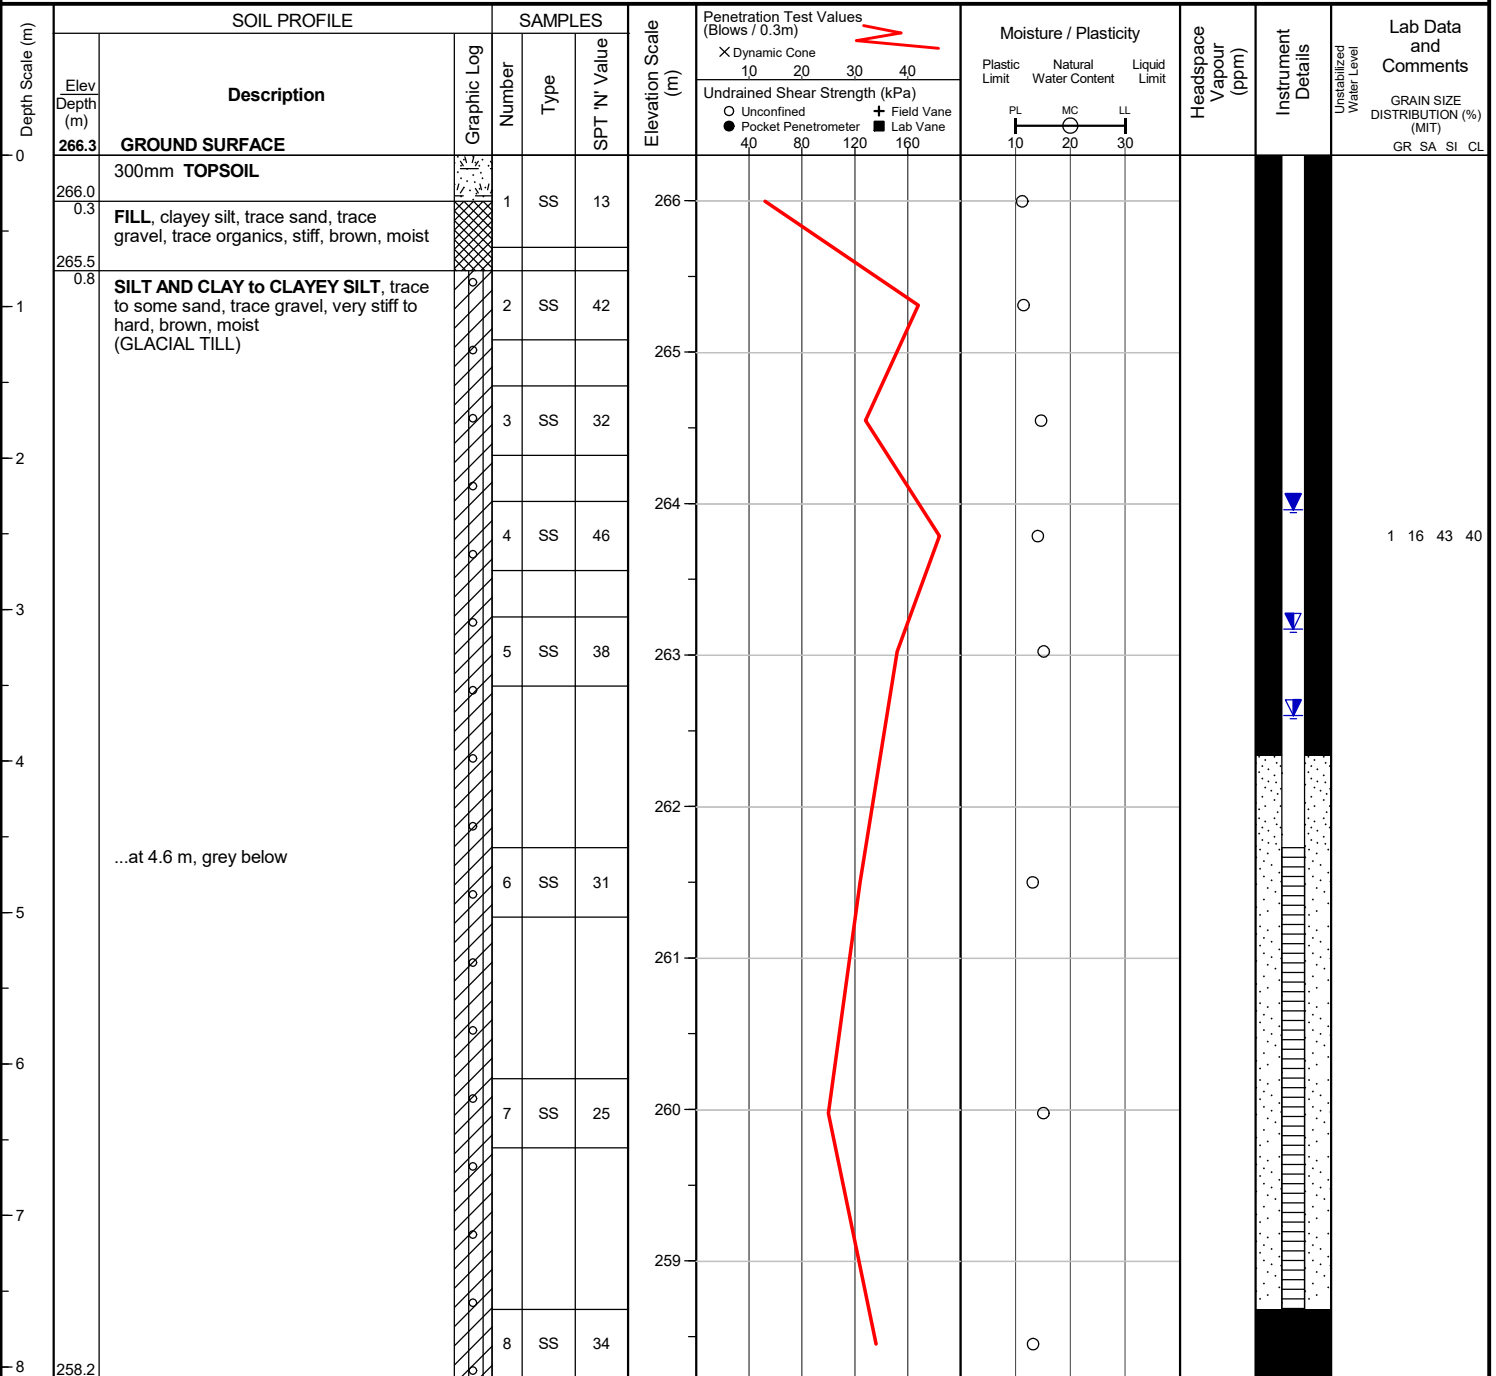 SOIL PROFILE
SAMPLES
Depth Scale (m)
Elev
Depth
(m)
Description
Graphic Log
Number
Type
SPT 'N' Value
Elevation Scale
(m)
Penetration Test Values
(Blows / 0.3m)
× Dynamic Cone
10 20 30 40
Undrained Shear Strength (kPa)
Unconfined
Field Vane
Pocket Penetrometer
Lab Vane
40 80 120 160
Moisture / Plasticity
Plastic
Limit
Natural
Water Content
Liquid
Limit
PL MC LL
10 20 30
Headspace
Vapour
(ppm)
Instrument
Details
Unstabilized
Water Level
Lab Data
and
Comments
GRAIN SIZE
DISTRIBUTION (%)
(MIT)
GR SA SI CL
266.3 GROUND SURFACE
0
300mm TOPSOIL
266.0
0.3
FILL, clayey silt, trace sand, trace
gravel, trace organics, stiff, brown, moist
1 SS 13
266
265.5
0.8
SILT AND CLAY to CLAYEY SILT, trace
to some sand, trace gravel, very stiff to
hard, brown, moist
(GLACIAL TILL)
1
2 SS 42
265
3 SS 32
2
264
4 SS 46
1 16 43 40
3
5 SS 38
263
4
262
...at 4.6 m, grey below
6 SS 31
5
261
6
7 SS 25
260
7
259
8 SS 34
8
258.2